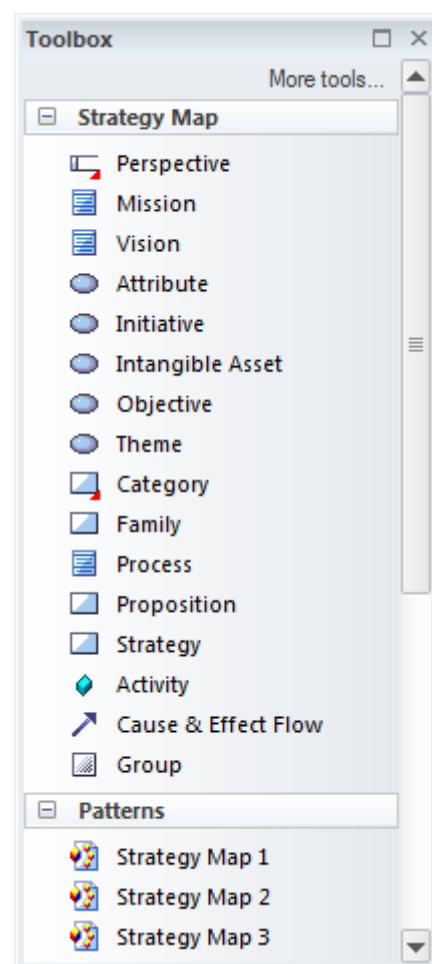 Toolbox
More tools...
Strategy Map
Perspective
Mission
Vision
Attribute
Initiative
Intangible Asset
Objective
Theme
Category
Family
Process
Proposition
Strategy
Activity
Cause & Effect Flow
Group
Patterns
Strategy Map 1
Strategy Map 2
Strategy Map 3